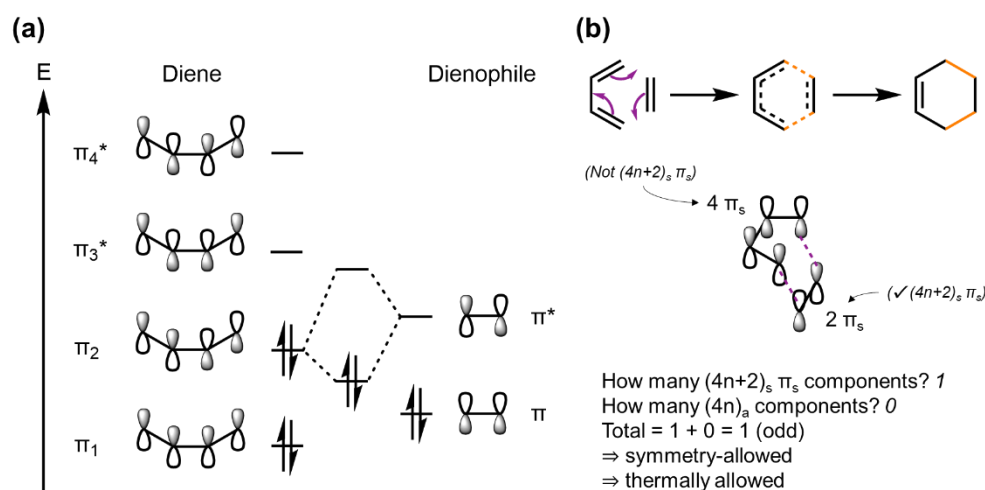 (a)
E
Diene
Dienophile
π₄*
π₃*
π₂
π₁
π*
π
(b)
(Not (4n+2)ₛ πₛ)
4 πₛ
(✓(4n+2)ₛ πₛ)
2 πₛ
How many (4n+2)ₛ πₛ components? 1
How many (4n)ₐ components? 0
Total = 1 + 0 = 1 (odd)
⇒ symmetry-allowed
⇒ thermally allowed